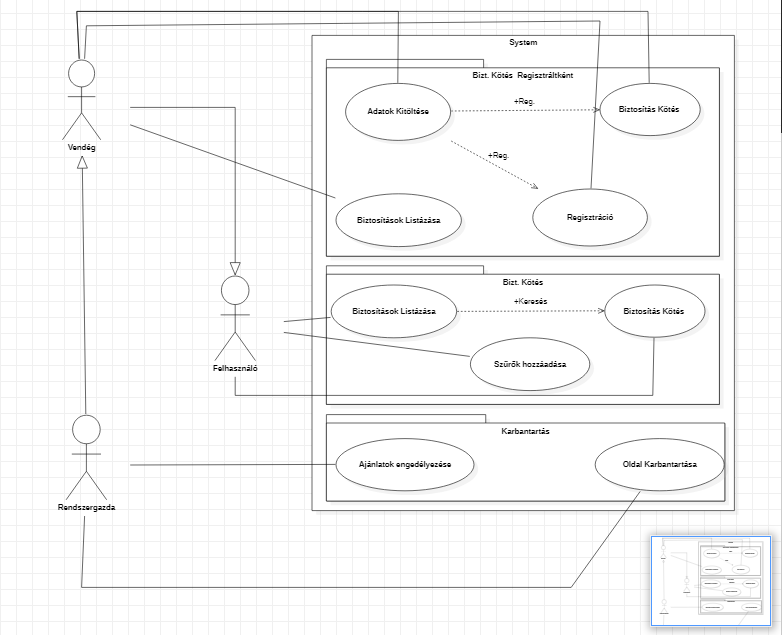 System
Bizt. Kötés Regisztráltként
Adatok Kitöltése
+Reg.
Biztosítás Kötés
Vendég
+Reg.
Biztosítások Listázása
Regisztráció
Bizt. Kötés
Biztosítások Listázása
+Keresés
Biztosítás Kötés
Felhasználó
Szűrők hozzáadása
Karbantartás
Ajánlatok engedélyezése
Oldal Karbantartása
Rendszergazda